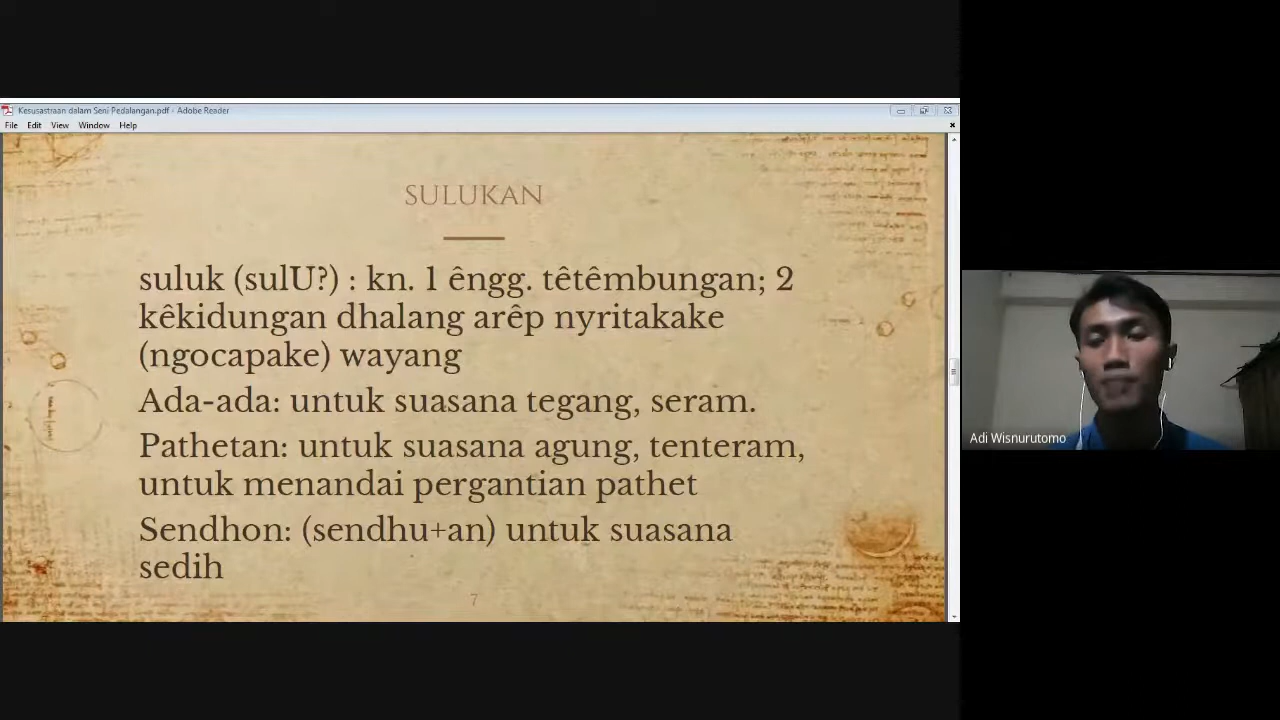 Kesusastraan dalam Seni Pedalangan.pdf - Adobe Reader
File Edit View Window Help
SULUKAN
suluk (sulU?) : kn. 1 êngg. têtêmbungan; 2
kêkidungan dhalang arêp nyritakake
(ngocapake) wayang
Ada-ada: untuk suasana tegang, seram.
Pathetan: untuk suasana agung, tenteram,
untuk menandai pergantian pathet
Sendhon: (sendhu+an) untuk suasana
sedih
7
Adi Wisnurutomo